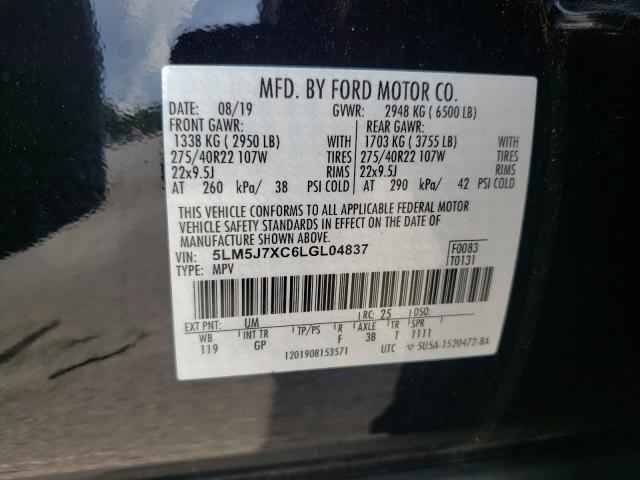 MFD. BY FORD MOTOR CO.
DATE: 08/19 GVWR: 2948 KG ( 6500 LB)
FRONT GAWR: REAR GAWR:
1338 KG ( 2950 LB) WITH 1703 KG ( 3755 LB) WITH
275/40R22 107W TIRES 275/40R22 107W TIRES
22x9.5J RIMS 22x9.5J RIMS
AT 260 kPa/ 38 PSI COLD AT 290 kPa/ 42 PSI COLD
THIS VEHICLE CONFORMS TO ALL APPLICABLE FEDERAL MOTOR
VEHICLE SAFETY STANDARDS IN EFFECT ON THE DATE OF
MANUFACTURE SHOWN ABOVE.
VIN: 5LM5J7XC6LGL04837 F0083
TYPE: MPV T0131
EXT PNT: UM RC: 25 DSO:
WB INT TR TP/PS R AXLE TR SPR
119 GP F 3B T 1111
1201908153571 UTC ▽ 5U5A-1520472-BA